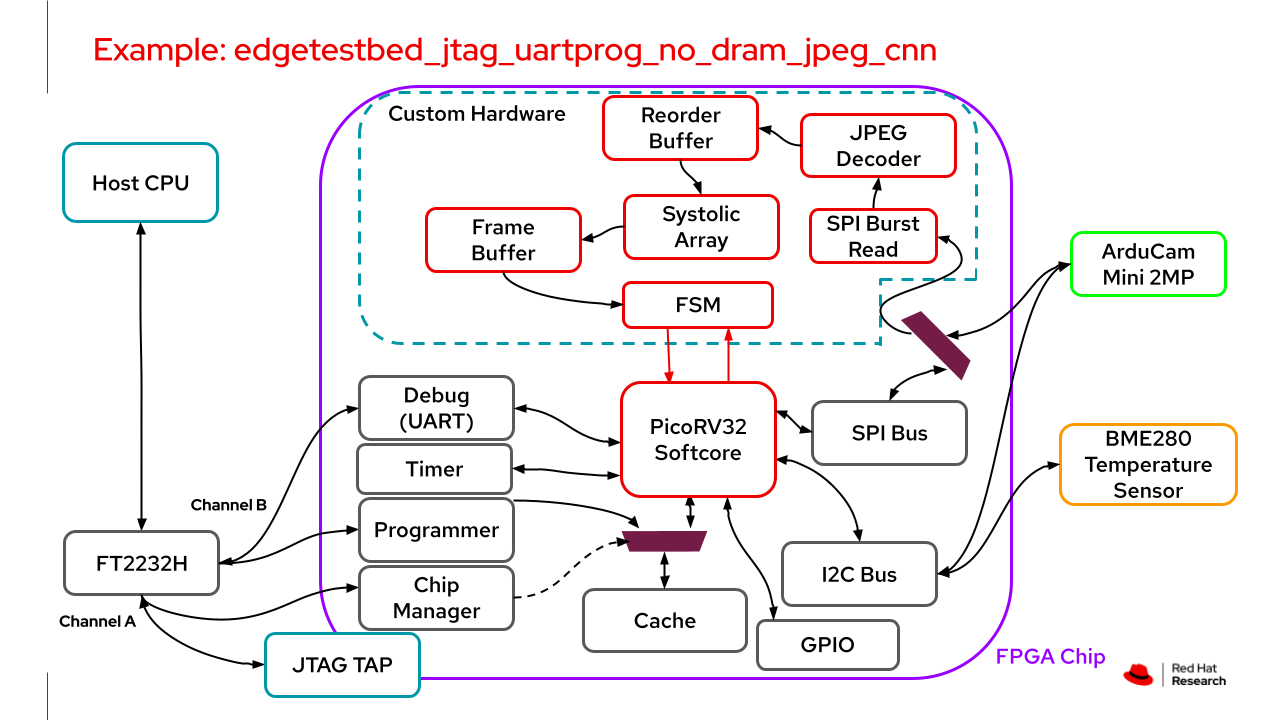 Example: edgetestbed_jtag_uartprog_no_dram_jpeg_cnn
Custom Hardware
Reorder
Buffer
JPEG
Decoder
Host CPU
Systolic
Array
SPI Burst
Read
Frame
Buffer
ArduCam
Mini 2MP
FSM
Debug
(UART)
PicoRV32
Softcore
SPI Bus
BME280
Temperature
Sensor
Timer
Channel B
Programmer
FT2232H
Chip
Manager
I2C Bus
Channel A
Cache
GPIO
JTAG TAP
FPGA Chip
Red Hat
Research